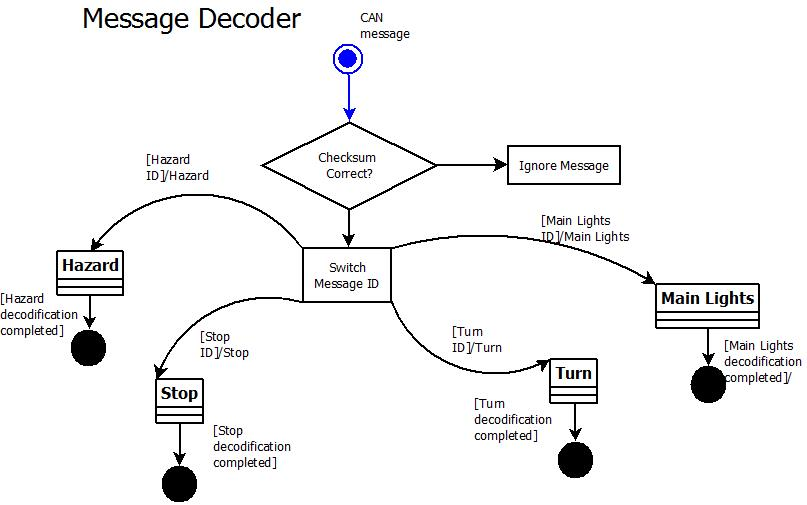 Message Decoder
CAN
message
Checksum
Correct?
Ignore Message
[Hazard
ID]/Hazard
Switch
Message ID
[Main Lights
ID]/Main Lights
Hazard
[Hazard
decodification
completed]
[Stop
ID]/Stop
Stop
[Stop
decodification
completed]
[Turn
ID]/Turn
Turn
[Turn
decodification
completed]
Main Lights
[Main Lights
decodification
completed]/